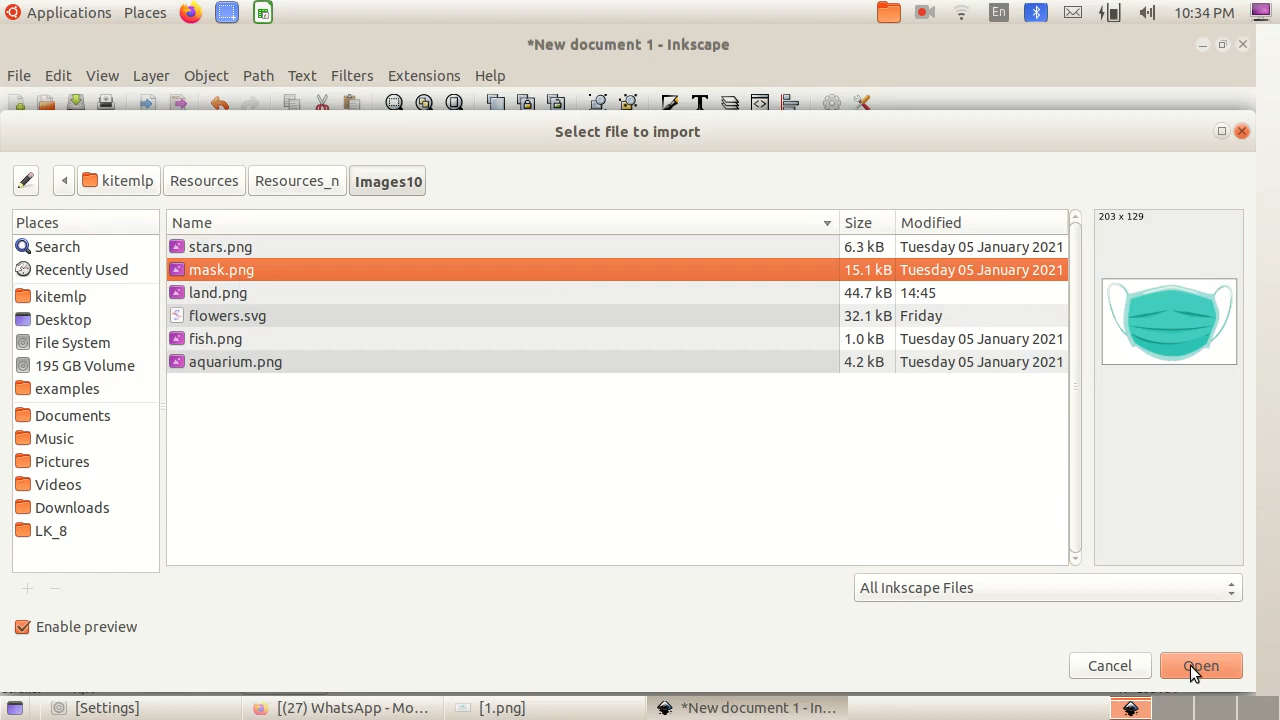 Applications Places En 10:34 PM
*New document 1 - Inkscape
File Edit View Layer Object Path Text Filters Extensions Help
Select file to import
kitemlp Resources Resources_n Images10
Places Name Size Modified 203 x 129
Search stars.png 6.3 kB Tuesday 05 January 2021
Recently Used mask.png 15.1 kB Tuesday 05 January 2021
kitemlp land.png 44.7 kB 14:45
Desktop flowers.svg 32.1 kB Friday
File System fish.png 1.0 kB Tuesday 05 January 2021
195 GB Volume aquarium.png 4.2 kB Tuesday 05 January 2021
examples
Documents
Music
Pictures
Videos
Downloads
LK_8
All Inkscape Files
Enable preview
Cancel Open
[Settings] [(27) WhatsApp - Mo... [1.png] *New document 1 - In...